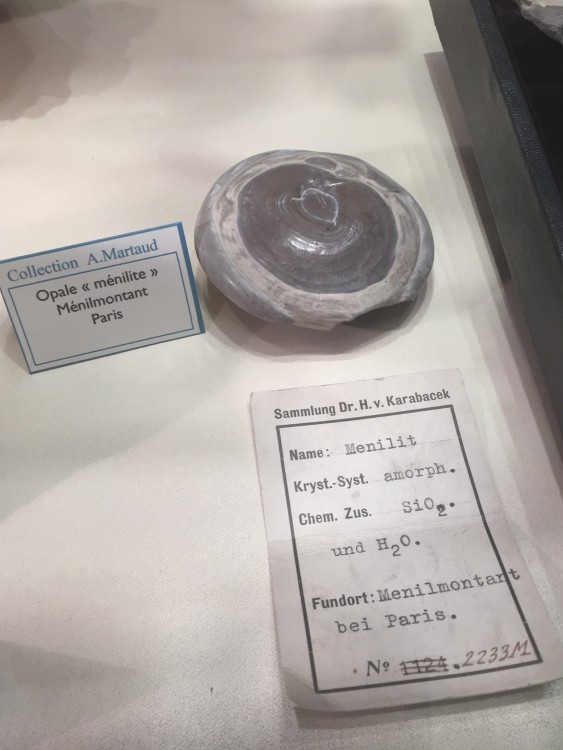 Collection A.Martaud
Opale « ménilite »
Ménilmontant
Paris
Sammlung Dr. H. v. Karabacek
Name: Menilit
Kryst.-Syst. amorph.
Chem. Zus. SiO2.
und H2O.
Fundort: Menilmontant
bei Paris.
Nº 1124.2233M